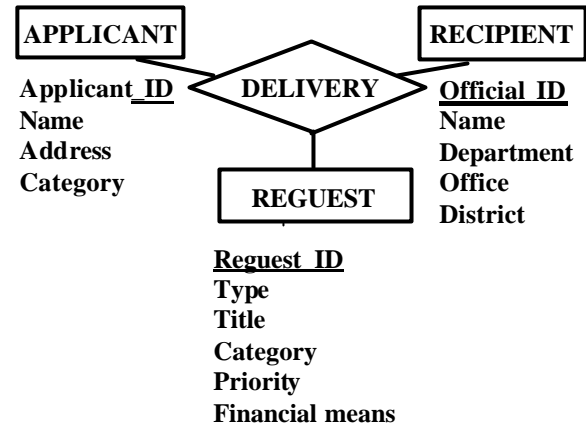 APPLICANT
RECIPIENT
DELIVERY
Applicant_ID
Name
Address
Category
Official_ID
Name
Department
Office
District
REGUEST
Reguest_ID
Type
Title
Category
Priority
Financial means